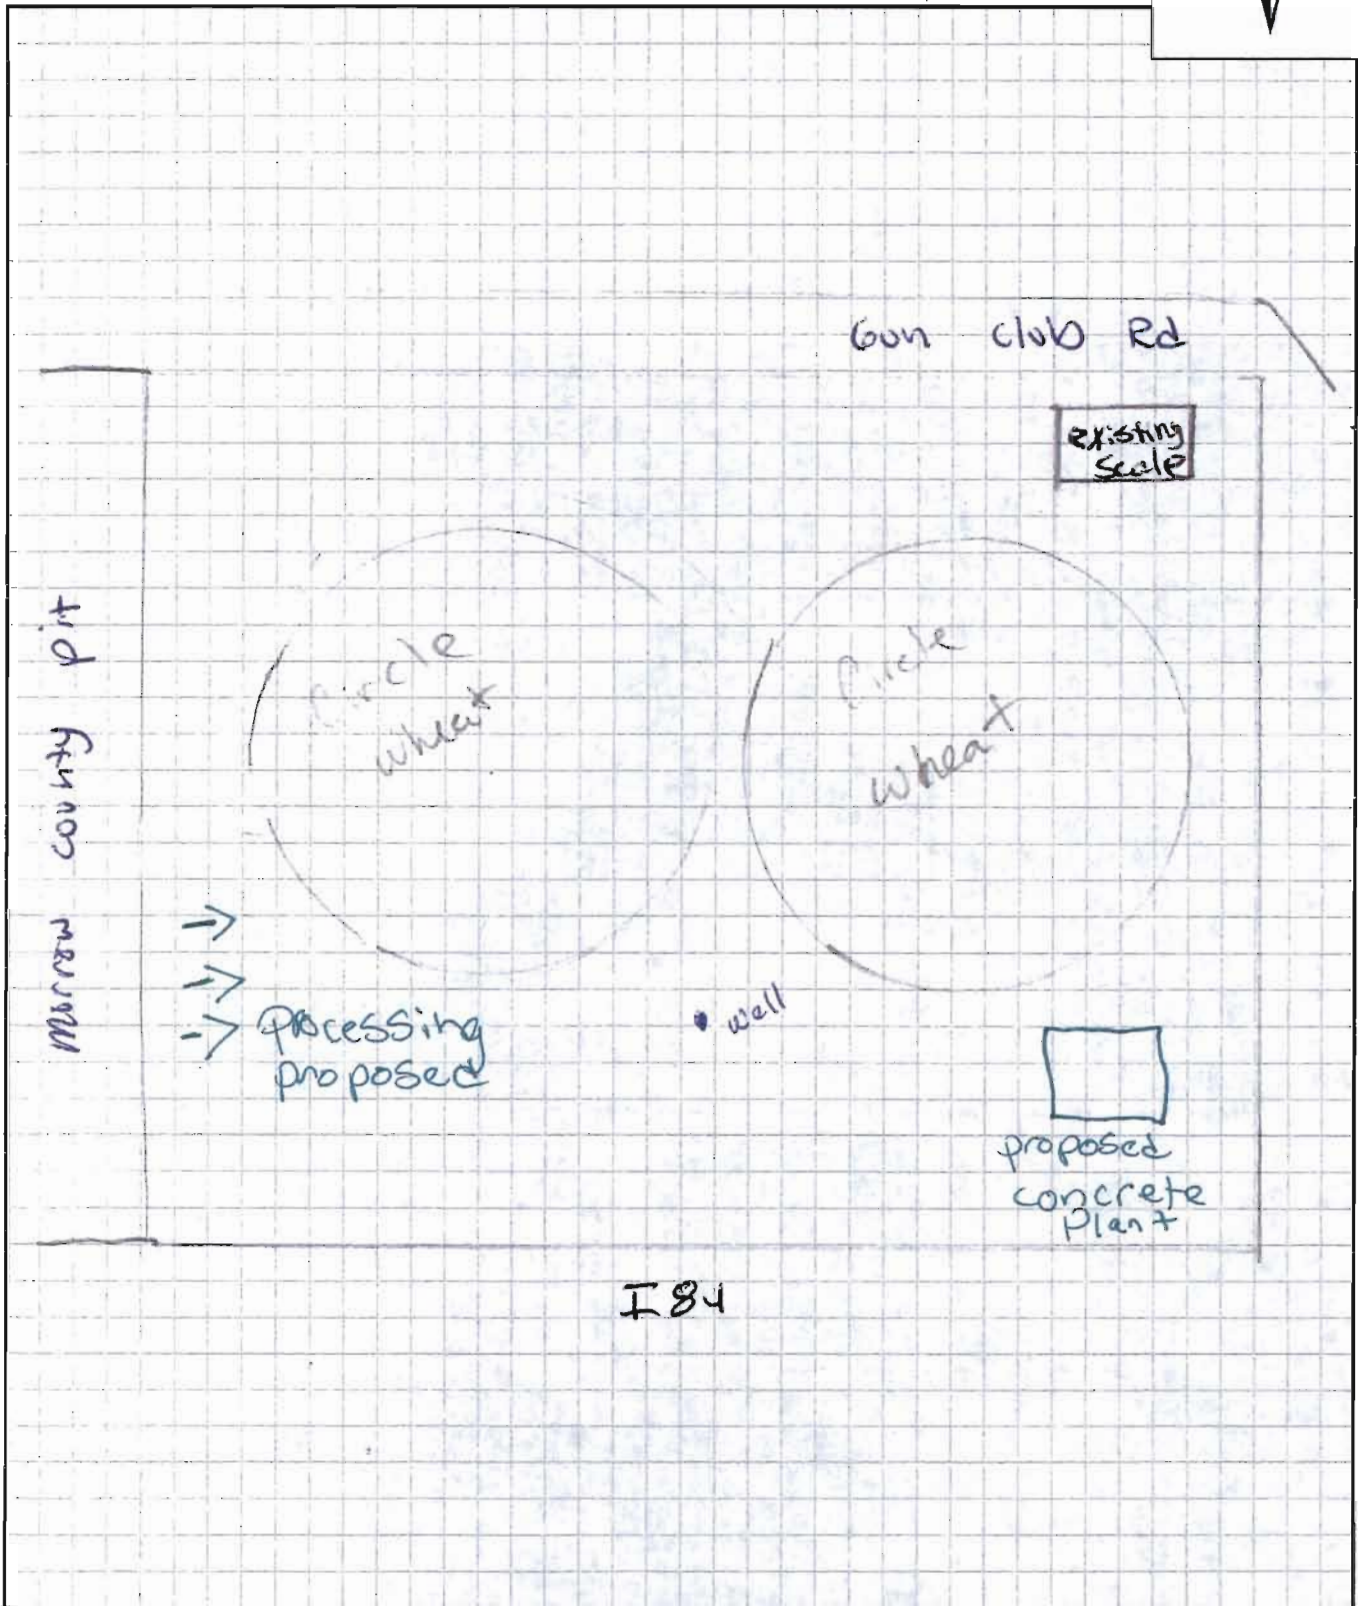 Gun Club Rd
existing
Scale
Circle
wheat
Circle
wheat
Morrow county pit
processing
proposed
well
proposed
concrete
Plant
I 84